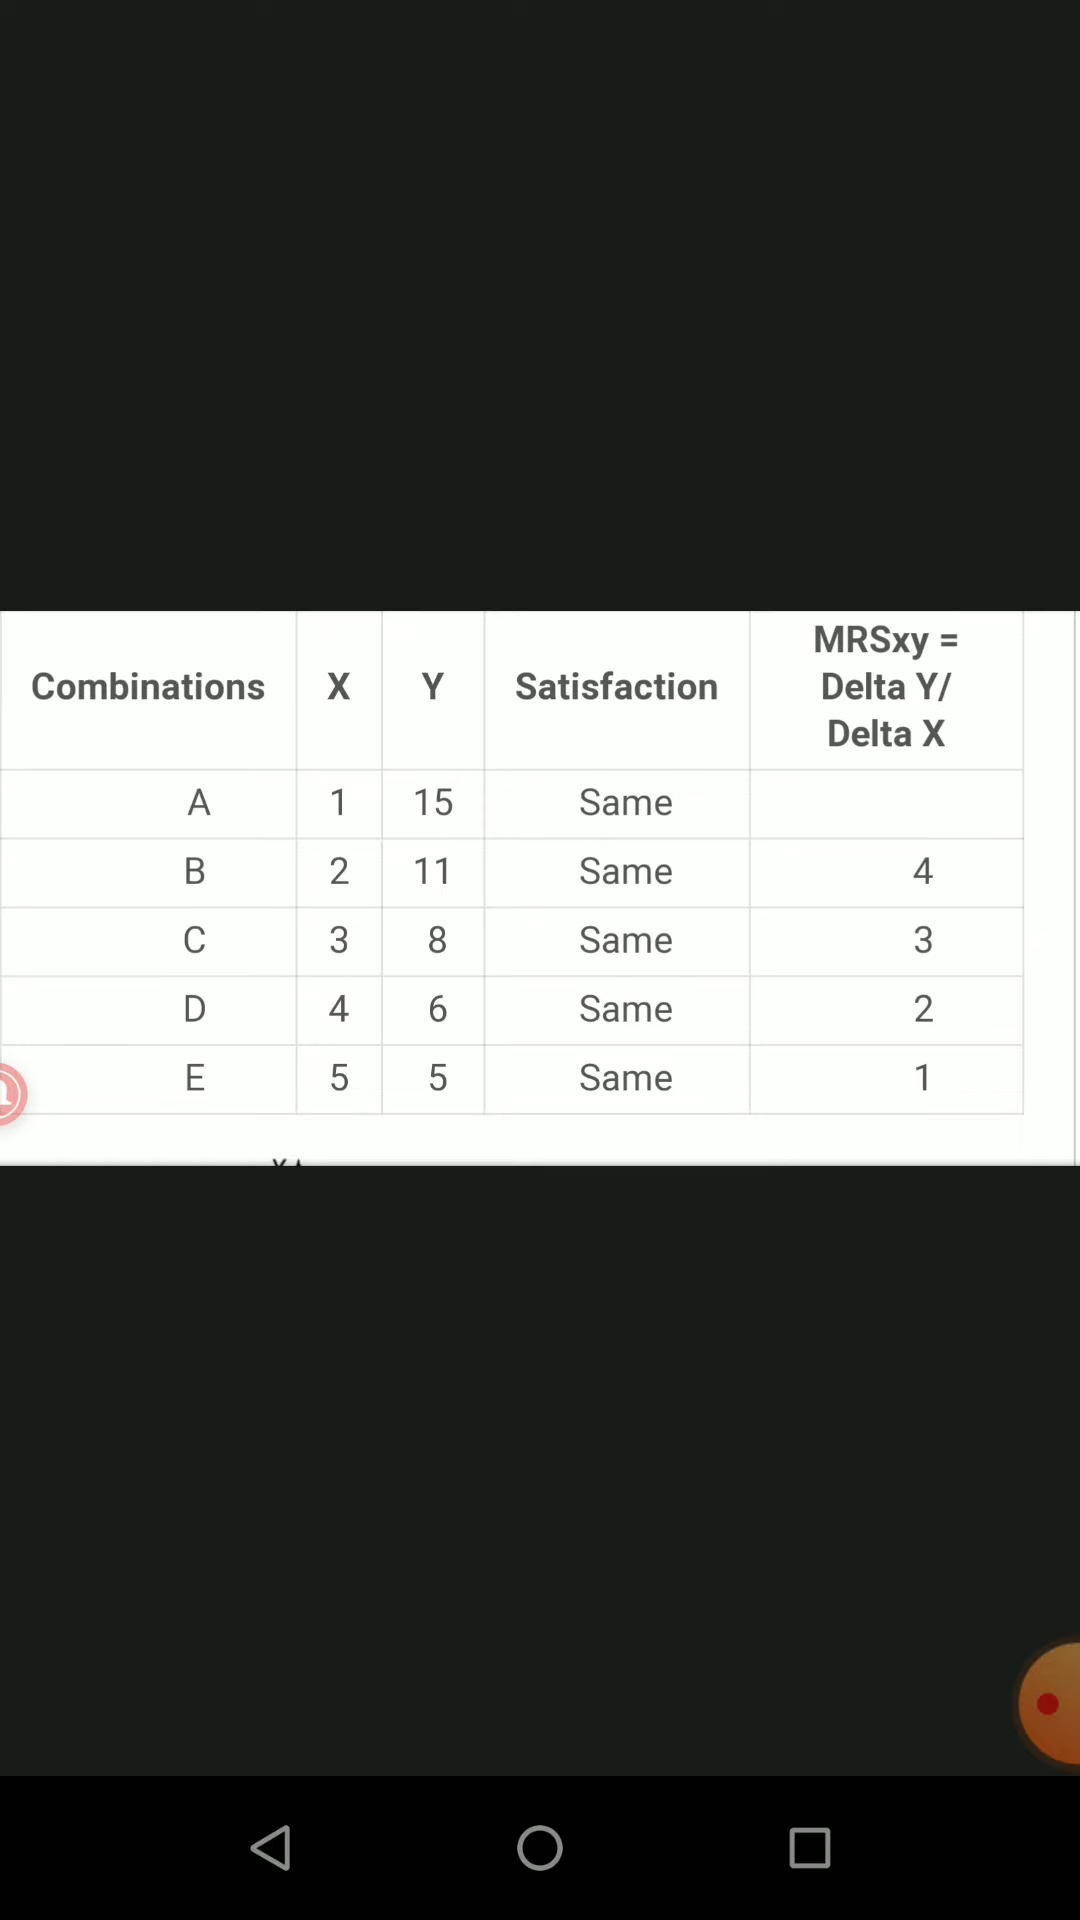 Combinations X Y Satisfaction MRSxy = Delta Y/ Delta X
A 1 15 Same
B 2 11 Same 4
C 3 8 Same 3
D 4 6 Same 2
E 5 5 Same 1